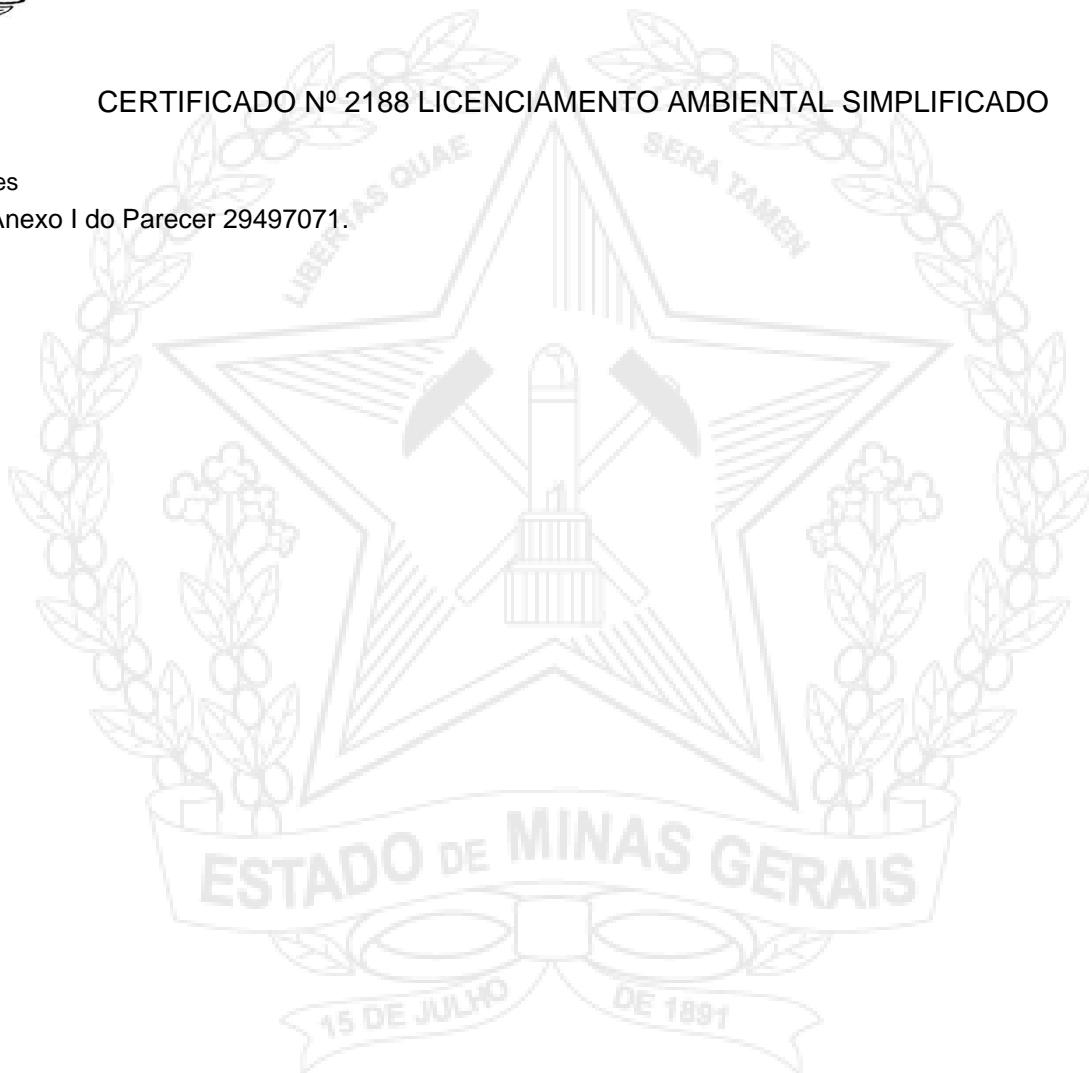 CERTIFICADO Nº 2188 LICENCIAMENTO AMBIENTAL SIMPLIFICADO
es
Anexo I do Parecer 29497071.
LIBERTAS QUAE SERA TAMEN
ESTADO DE MINAS GERAIS
15 DE JULHO DE 1891